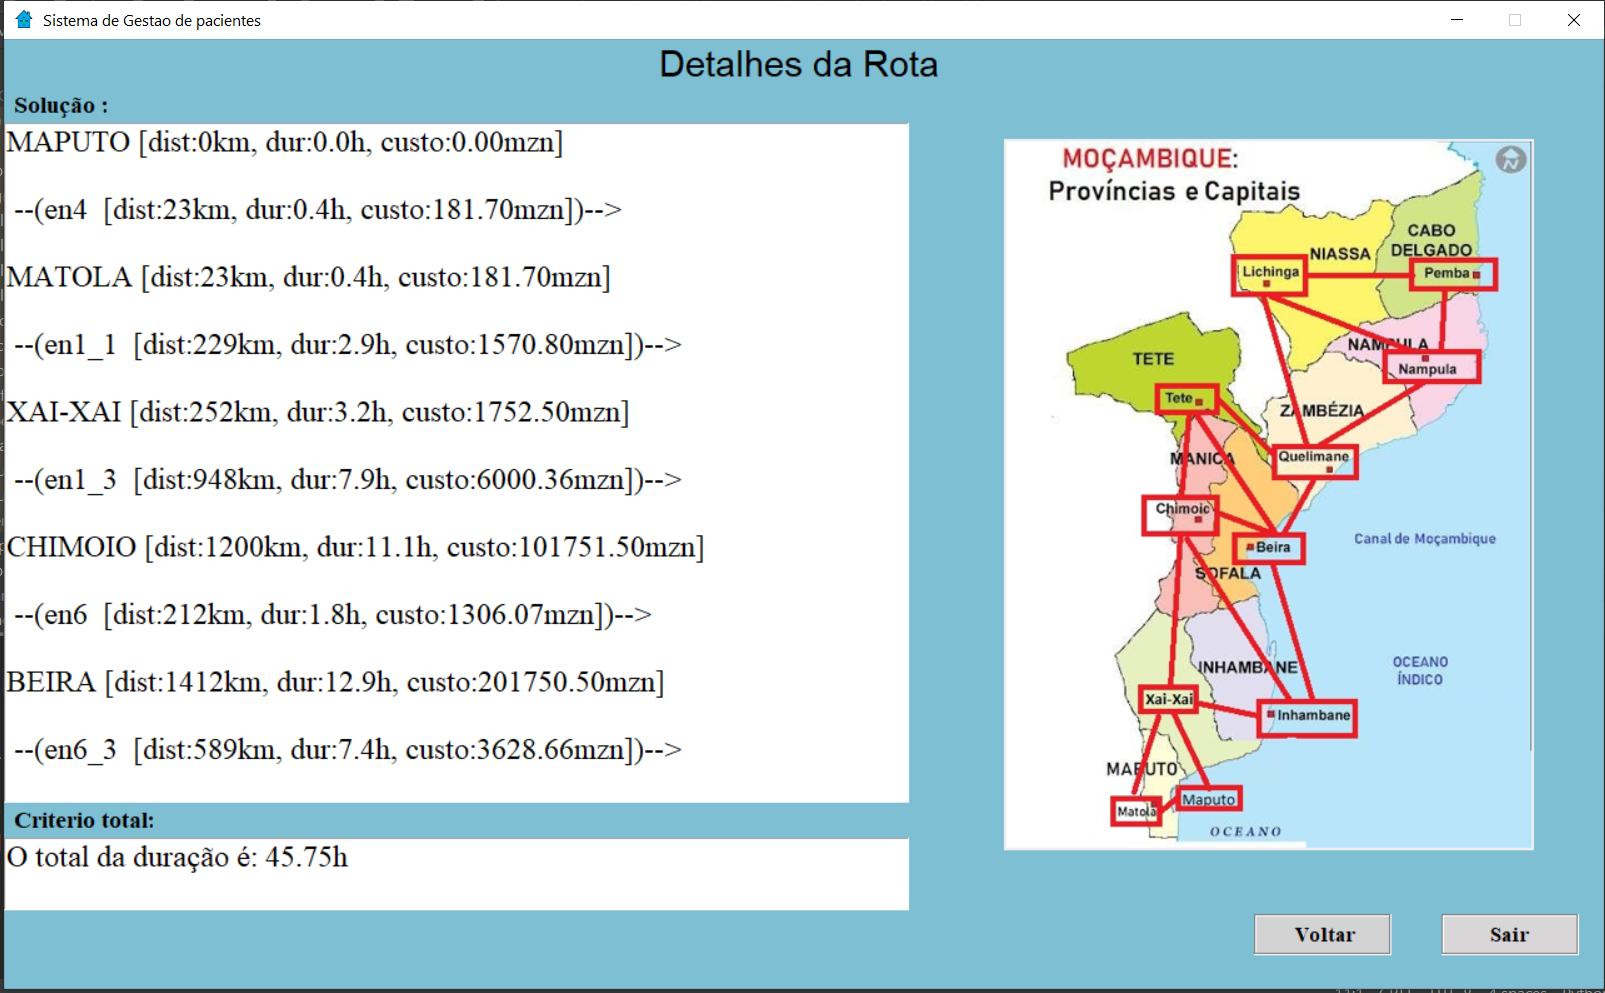 Sistema de Gestao de pacientes
Detalhes da Rota
Solução :
MAPUTO [dist:0km, dur:0.0h, custo:0.00mzn]
--(en4 [dist:23km, dur:0.4h, custo:181.70mzn])-->
MATOLA [dist:23km, dur:0.4h, custo:181.70mzn]
--(en1_1 [dist:229km, dur:2.9h, custo:1570.80mzn])-->
XAI-XAI [dist:252km, dur:3.2h, custo:1752.50mzn]
--(en1_3 [dist:948km, dur:7.9h, custo:6000.36mzn])-->
CHIMOIO [dist:1200km, dur:11.1h, custo:101751.50mzn]
--(en6 [dist:212km, dur:1.8h, custo:1306.07mzn])-->
BEIRA [dist:1412km, dur:12.9h, custo:201750.50mzn]
--(en6_3 [dist:589km, dur:7.4h, custo:3628.66mzn])-->
Criterio total:
O total da duração é: 45.75h
MOÇAMBIQUE:
Províncias e Capitais
N
CABO
DELGADO
NIASSA
Lichinga
Pemba
NAMPULA
Nampula
TETE
Tete
ZAMBÉZIA
MANICA
Quelimane
Chimoio
Beira
Canal de Moçambique
SOFALA
INHAMBANE
OCEANO
ÍNDICO
Xai-Xai
Inhambane
MAPUTO
Maputo
Matola
OCEANO
Voltar
Sair